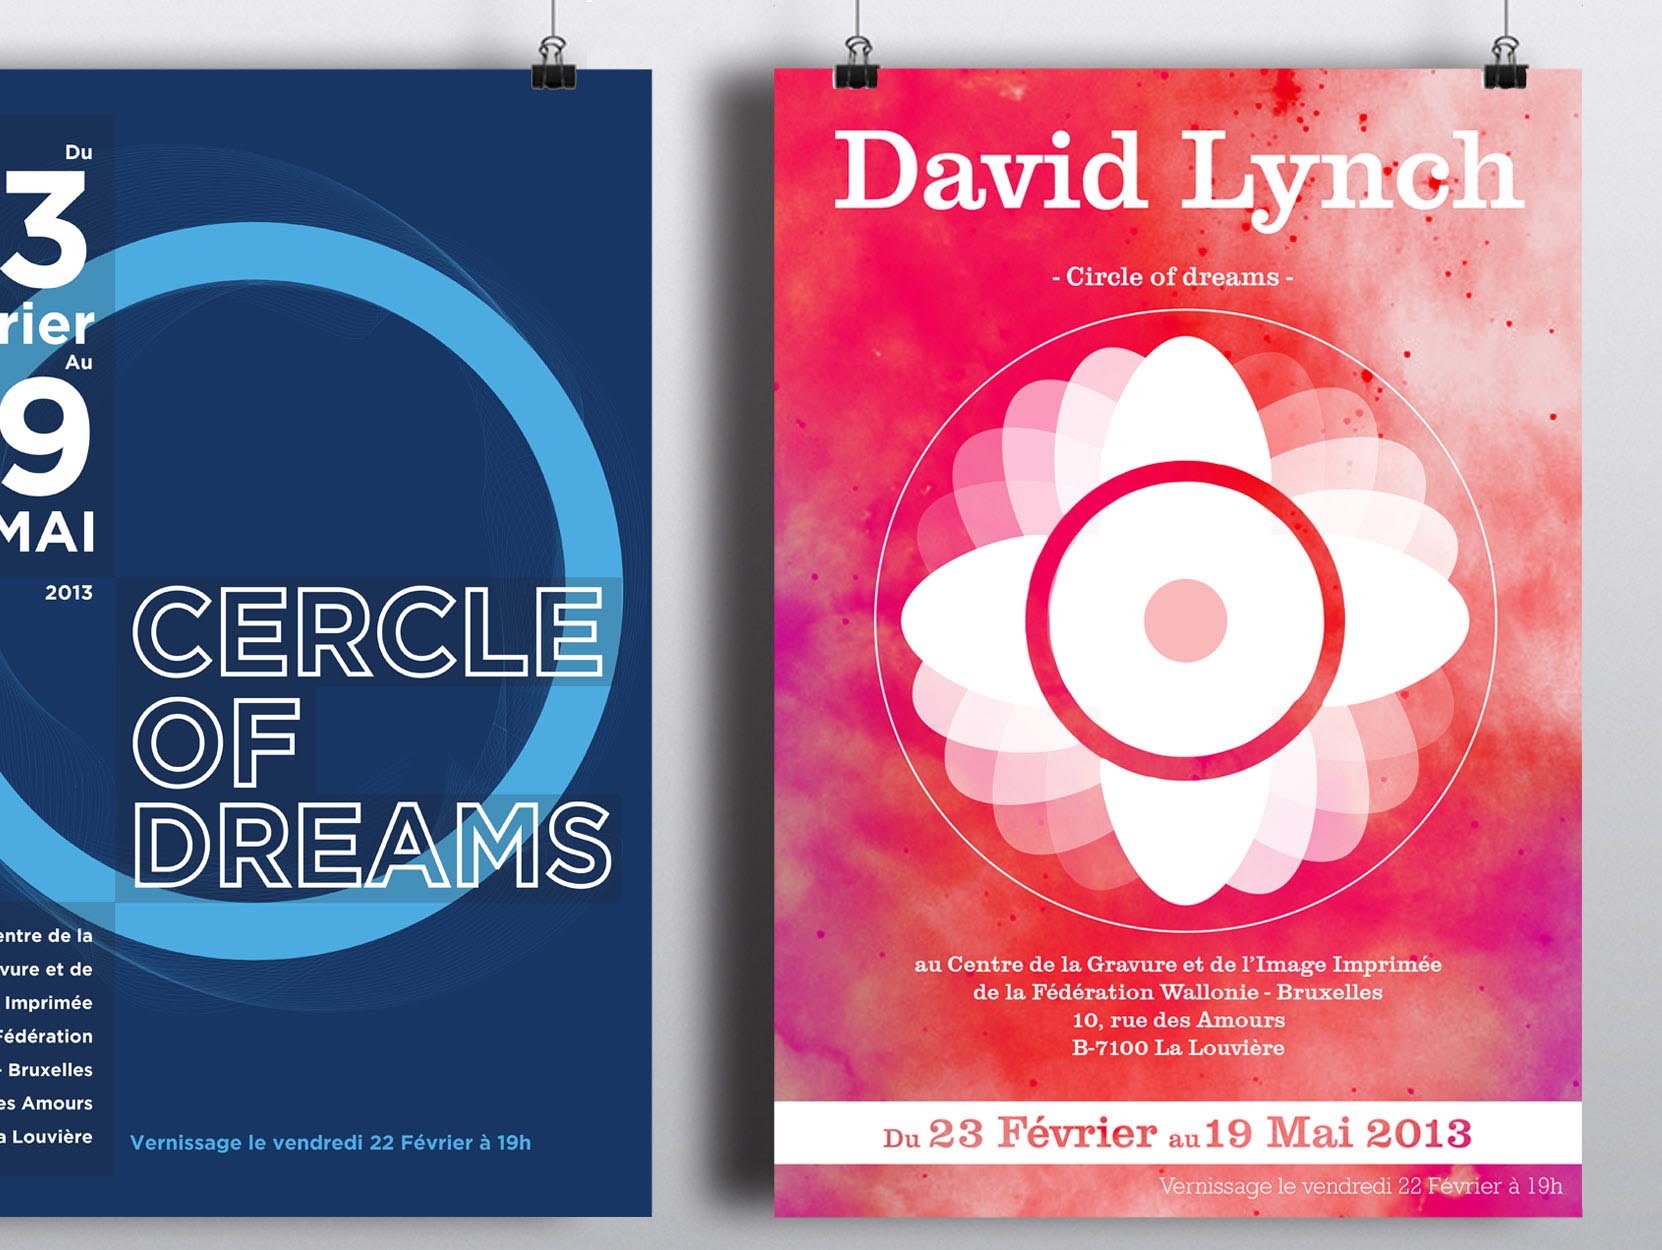 Du
3
rier
Au
9
MAI
2013
CERCLE
OF
DREAMS
entre de la
vure et de
Imprimée
Fédération
- Bruxelles
es Amours
a Louvière
Vernissage le vendredi 22 Février à 19h
David Lynch
- Circle of dreams -
au Centre de la Gravure et de l'Image Imprimée
de la Fédération Wallonie - Bruxelles
10, rue des Amours
B-7100 La Louvière
Du 23 Février au 19 Mai 2013
Vernissage le vendredi 22 Février à 19h